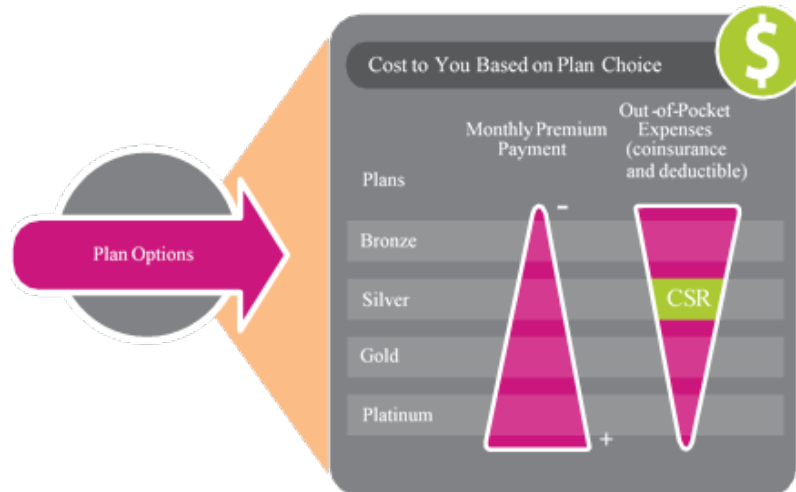 $
Cost to You Based on Plan Choice
Monthly Premium
Payment
Out-of-Pocket
Expenses
(coinsurance
and deductible)
Plans
-
Bronze
Plan Options
Silver
CSR
Gold
Platinum
+